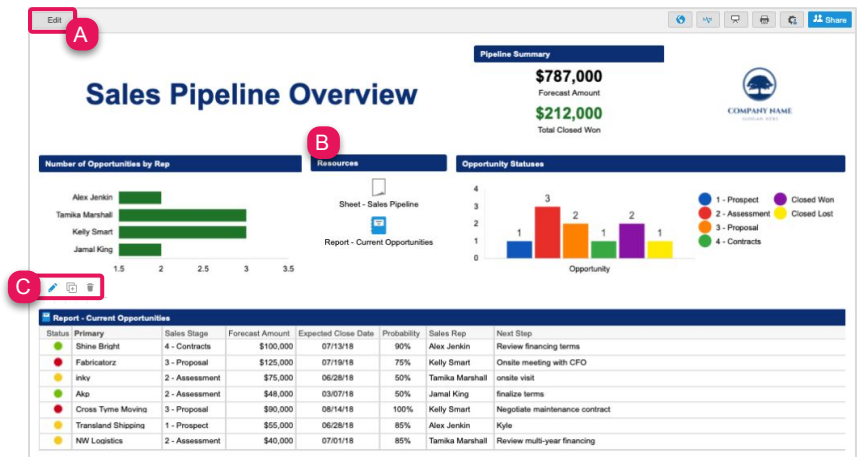 Edit
Share
A
Pipeline Summary
$787,000
Forecast Amount
Sales Pipeline Overview
$212,000
Total Closed Won
COMPANY NAME
SLOGAN HERE
B
Number of Opportunities by Rep
Resources
Opportunity Statuses
Alex Jenkin
Tamika Marshall
Kelly Smart
Jamal King
1.5 2 2.5 3 3.5
Sheet - Sales Pipeline
Report - Current Opportunities
4
3
2
1
0
1 3 2 1 2 1
Opportunity
1 - Prospect
2 - Assessment
3 - Proposal
4 - Contracts
Closed Won
Closed Lost
C
Report - Current Opportunities
Status Primary Sales Stage Forecast Amount Expected Close Date Probability Sales Rep Next Step
Shine Bright 4 - Contracts $100,000 07/13/18 90% Alex Jenkin Review financing terms
Fabricatorz 3 - Proposal $125,000 07/19/18 75% Kelly Smart Onsite meeting with CFO
inky 2 - Assessment $75,000 06/28/18 50% Tamika Marshall onsite visit
Akp 2 - Assessment $48,000 03/07/18 50% Jamal King finalize terms
Cross Tyme Moving 3 - Proposal $90,000 08/14/18 100% Kelly Smart Negotiate maintenance contract
Transland Shipping 1 - Prospect $55,000 06/28/18 85% Alex Jenkin Kyle
NW Logistics 2 - Assessment $40,000 07/01/18 85% Tamika Marshall Review multi-year financing